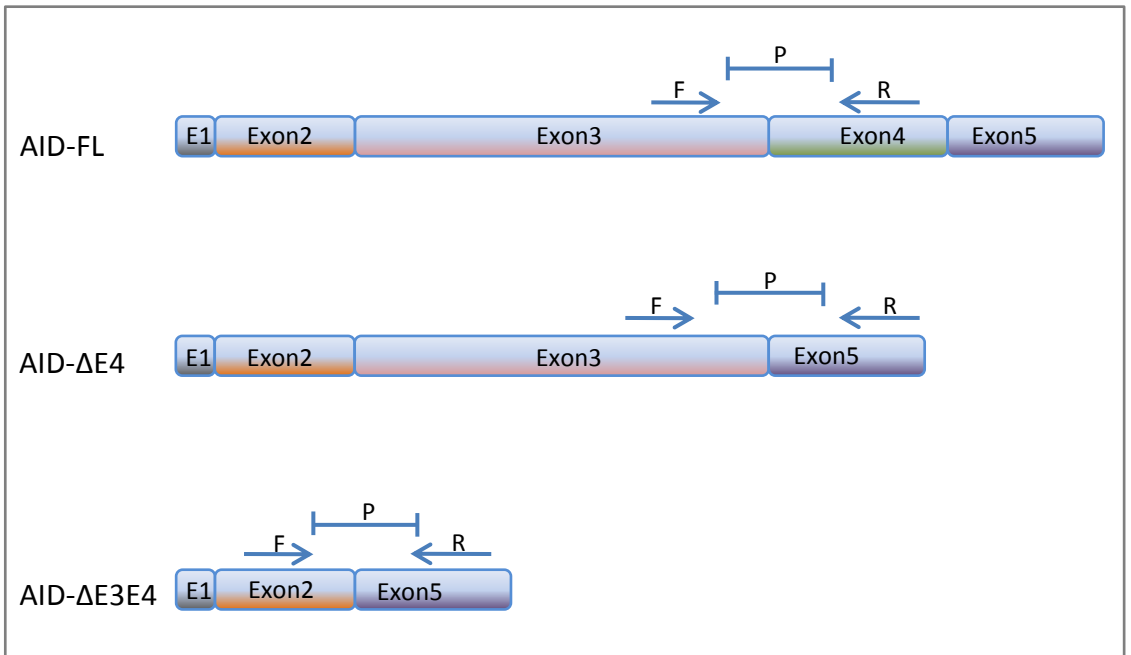 P
F R
AID-FL E1 Exon2 Exon3 Exon4 Exon5
P
F R
AID-ΔE4 E1 Exon2 Exon3 Exon5
P
F R
AID-ΔE3E4 E1 Exon2 Exon5